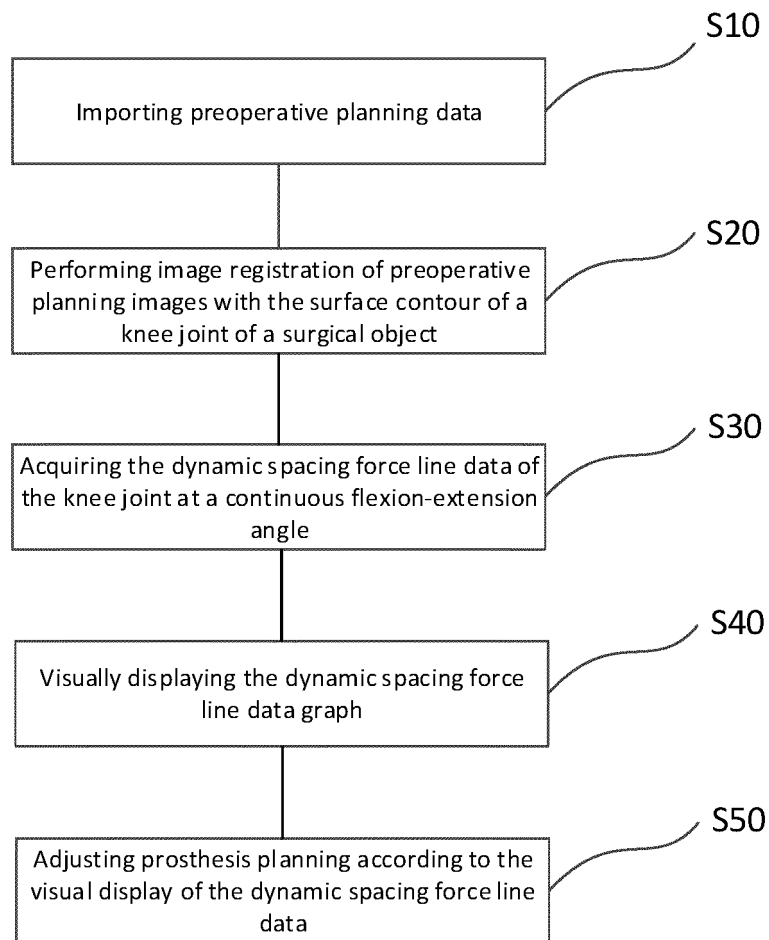 S10
Importing preoperative planning data
S20
Performing image registration of preoperative
planning images with the surface contour of a
knee joint of a surgical object
S30
Acquiring the dynamic spacing force line data of
the knee joint at a continuous flexion-extension
angle
S40
Visually displaying the dynamic spacing force
line data graph
S50
Adjusting prosthesis planning according to the
visual display of the dynamic spacing force line
data